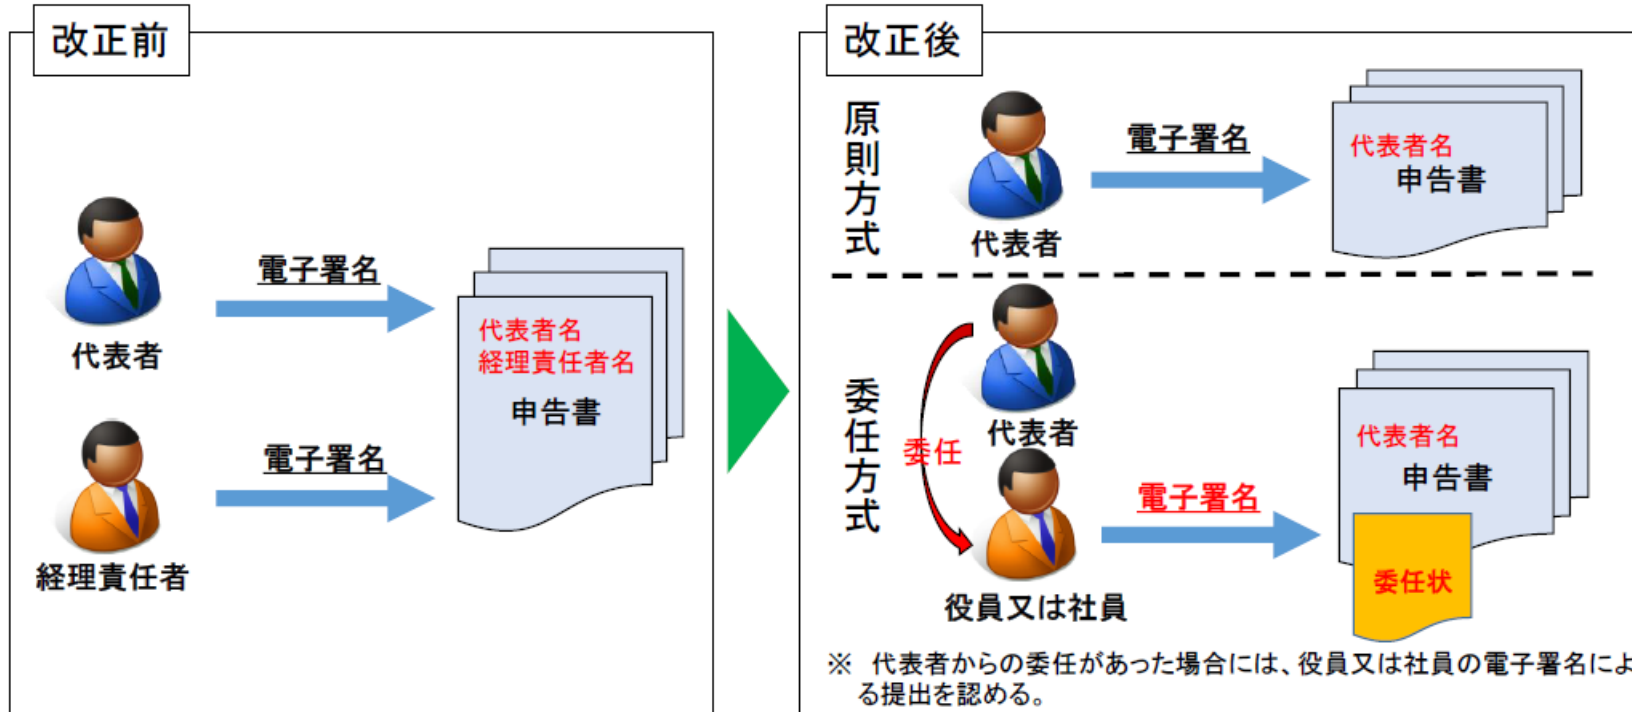 改正前
電子署名
代表者
電子署名
経理責任者
代表者名
経理責任者名
申告書
改正後
原則方式
代表者
電子署名
代表者名
申告書
委任方式
代表者
委任
役員又は社員
電子署名
代表者名
申告書
委任状
※ 代表者からの委任があった場合には、役員又は社員の電子署名によ
る提出を認める。